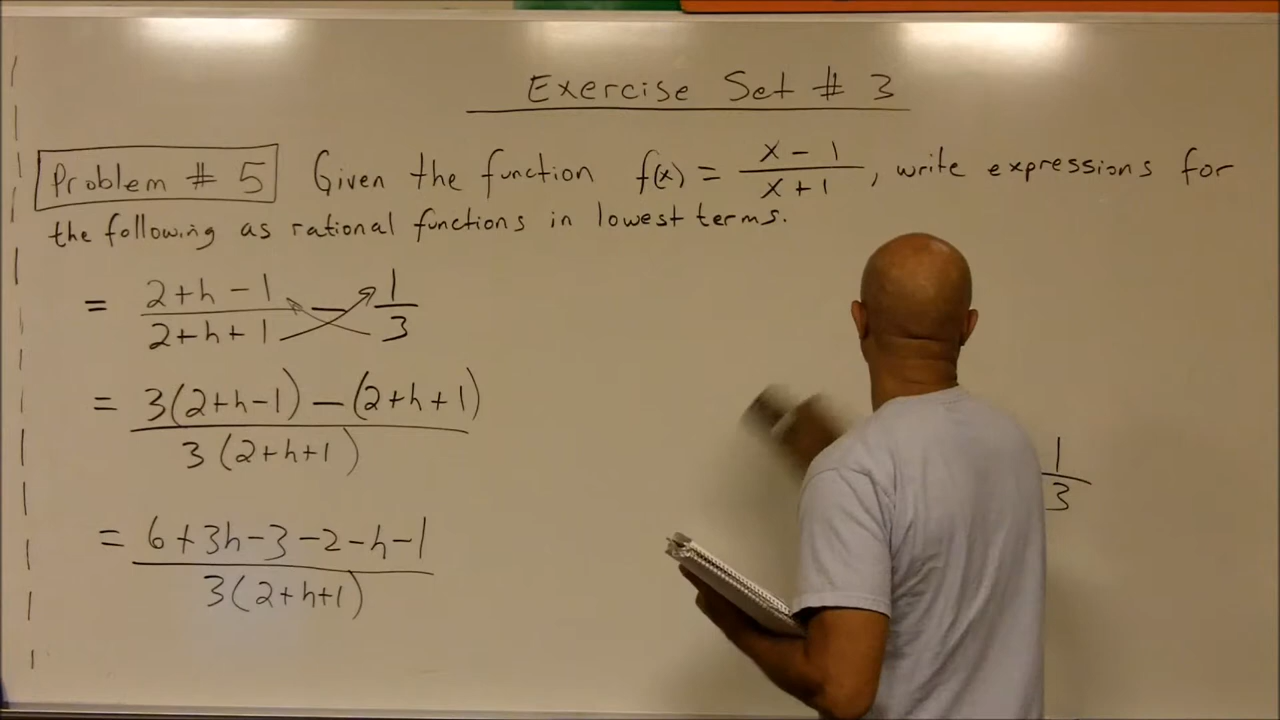 Exercise Set # 3
Problem # 5 Given the function f(x) = (x - 1)/(x + 1), write expressions for
the following as rational functions in lowest terms.
= (2+h-1)/(2+h+1) - 1/3
= (3(2+h-1) - (2+h+1))/(3(2+h+1))
1/3
= (6+3h-3-2-h-1)/(3(2+h+1))